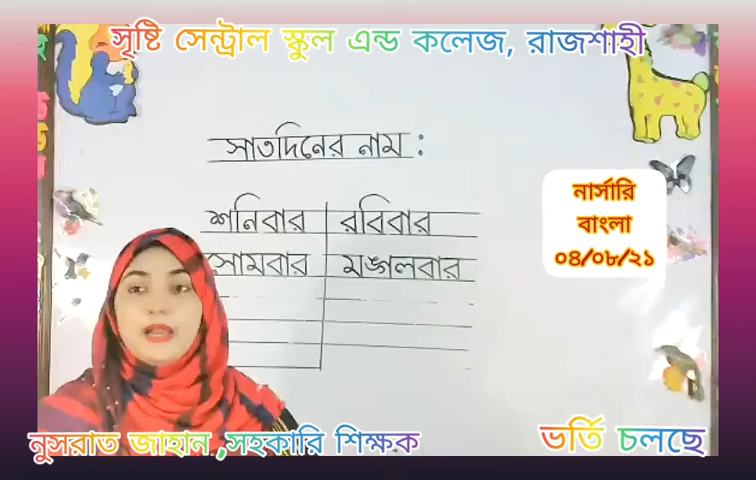 সৃষ্টি সেন্ট্রাল স্কুল এন্ড কলেজ, রাজশাহী
সাতদিনের নাম :
শনিবার রবিবার
সোমবার মঙ্গলবার
নার্সারি
বাংলা
০৪/০৮/২১
নুসরাত জাহান ,সহকারি শিক্ষক
ভর্তি চলছে